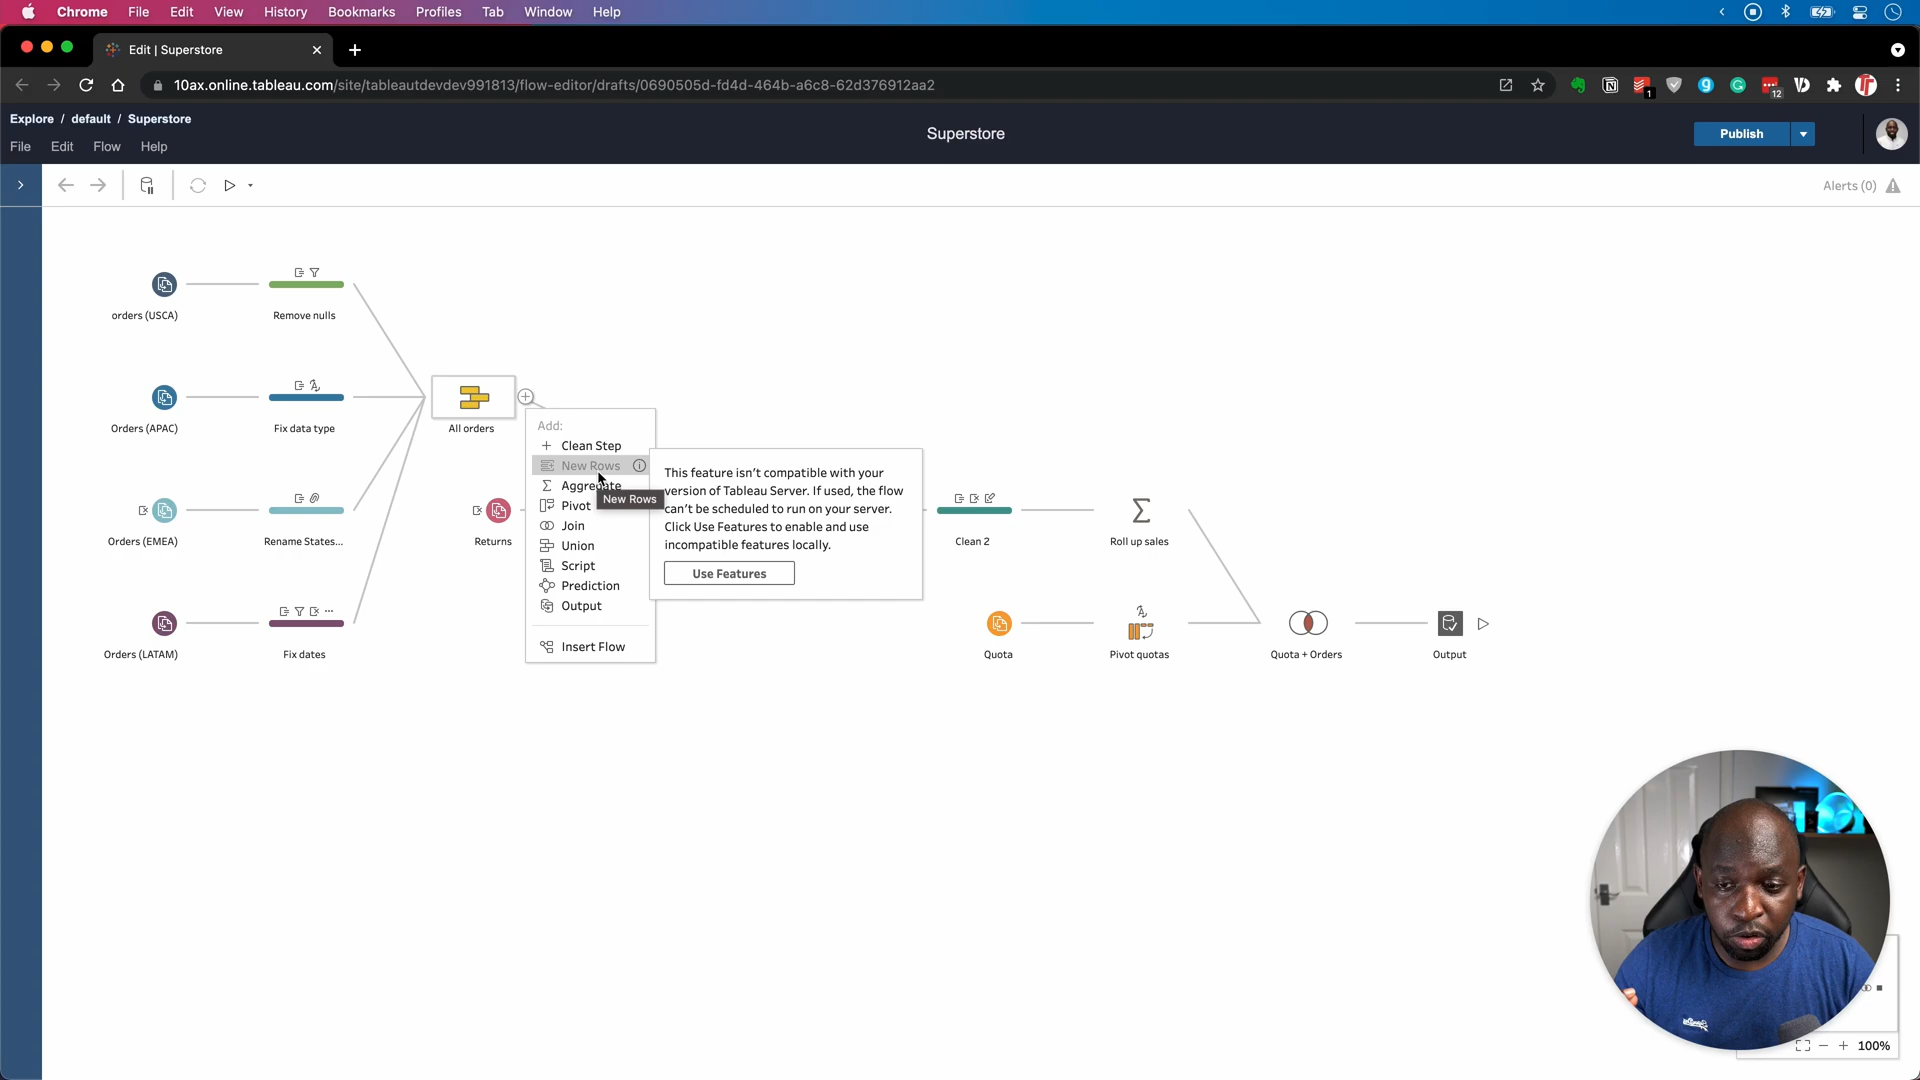 Chrome File Edit View History Bookmarks Profiles Tab Window Help
Edit | Superstore
10ax.online.tableau.com/site/tableautdevdev991813/flow-editor/drafts/0690505d-fd4d-464b-a6c8-62d376912aa2
1
12
Explore / default / Superstore
Superstore
Publish
File Edit Flow Help
Alerts (0)
orders (USCA)
Remove nulls
Orders (APAC)
Fix data type
All orders
Orders (EMEA)
Rename States...
Returns
Orders (LATAM)
Fix dates
Add:
Clean Step
New Rows
Aggregate
Pivot
Join
Union
Script
Prediction
Output
Insert Flow
New Rows
This feature isn't compatible with your
version of Tableau Server. If used, the flow
can't be scheduled to run on your server.
Click Use Features to enable and use
incompatible features locally.
Use Features
Clean 2
Roll up sales
Quota
Pivot quotas
Quota + Orders
Output
100%